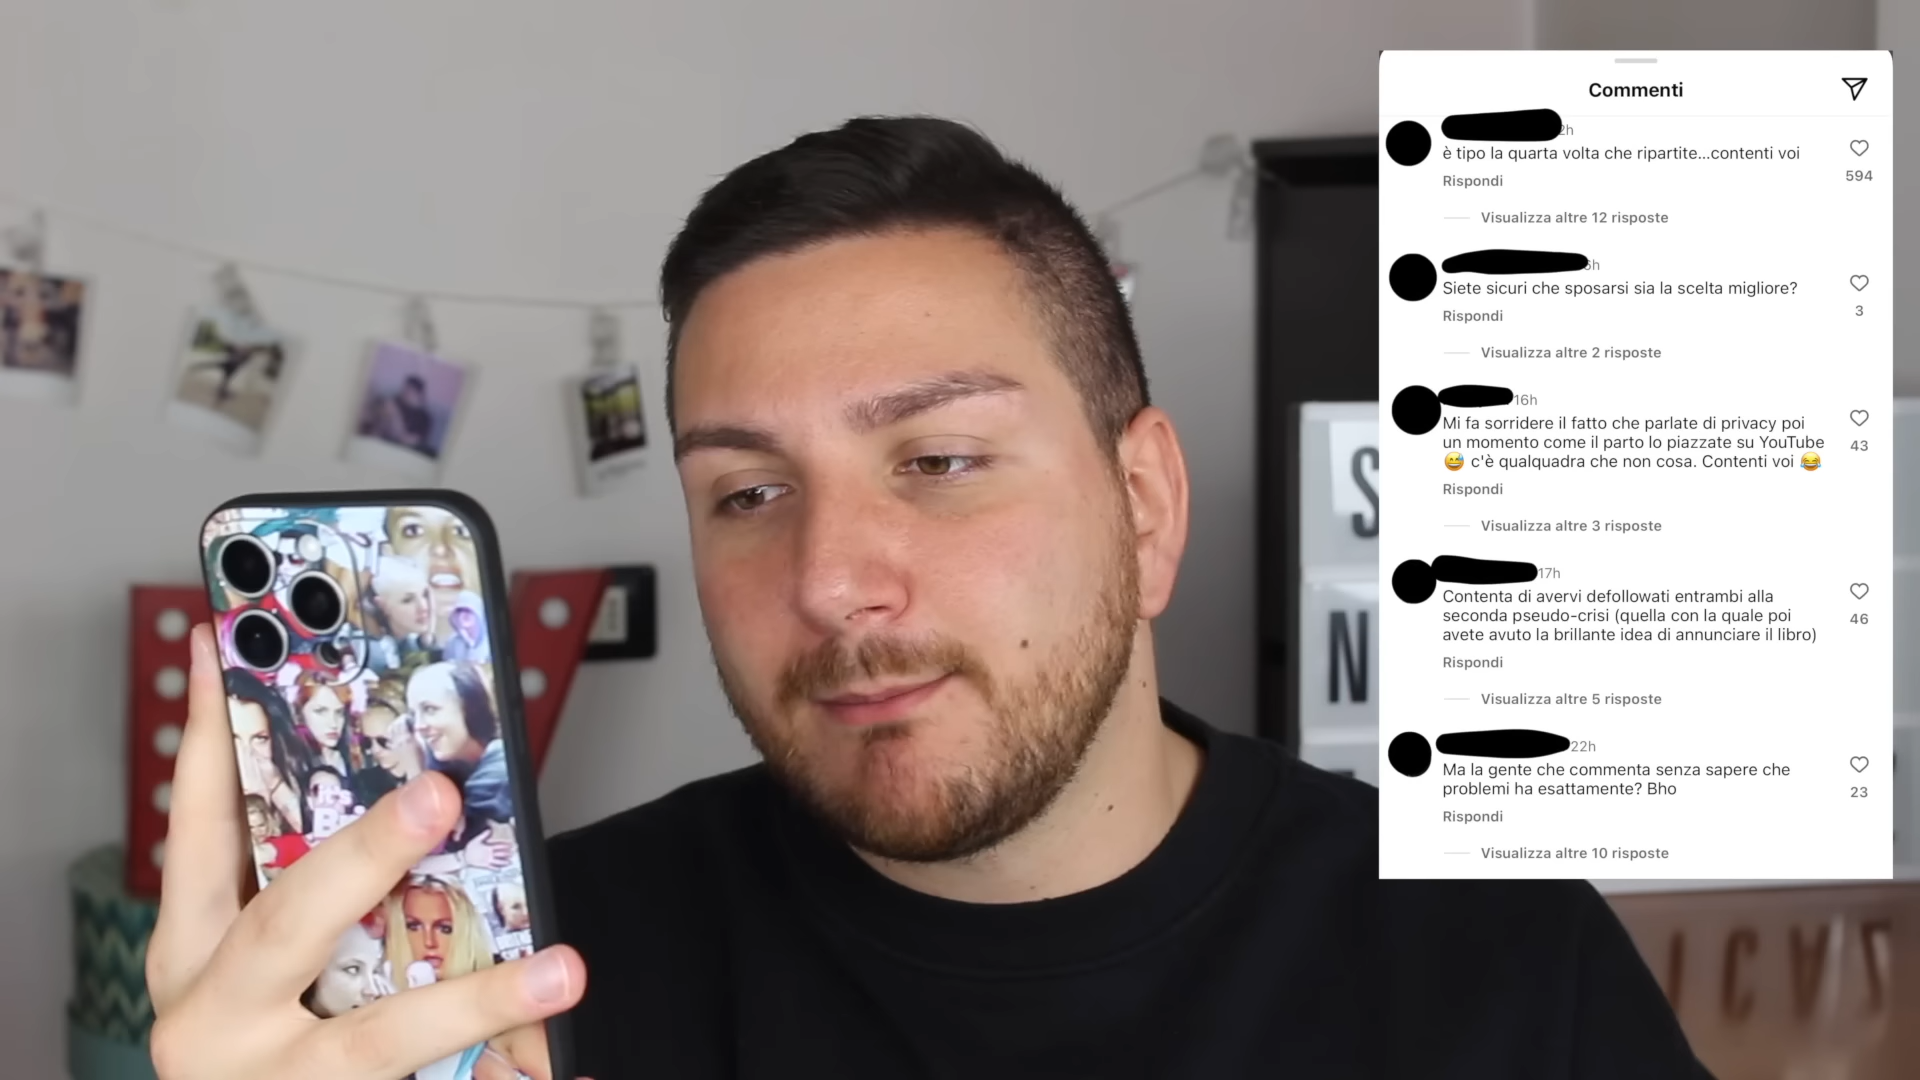 Commenti
2h
è tipo la quarta volta che ripartite...contenti voi
594
Rispondi
Visualizza altre 12 risposte
Siete sicuri che sposarsi sia la scelta migliore?
3
Rispondi
Visualizza altre 2 risposte
16h
Mi fa sorridere il fatto che parlate di privacy poi
un momento come il parto lo piazzate su YouTube
😅 c'è qualquadra che non cosa. Contenti voi 😂
43
Rispondi
Visualizza altre 3 risposte
17h
Contenta di avervi defollowati entrambi alla
seconda pseudo-crisi (quella con la quale poi
avete avuto la brillante idea di annunciare il libro)
46
Rispondi
Visualizza altre 5 risposte
22h
Ma la gente che commenta senza sapere che
problemi ha esattamente? Bho
23
Rispondi
Visualizza altre 10 risposte
S
N